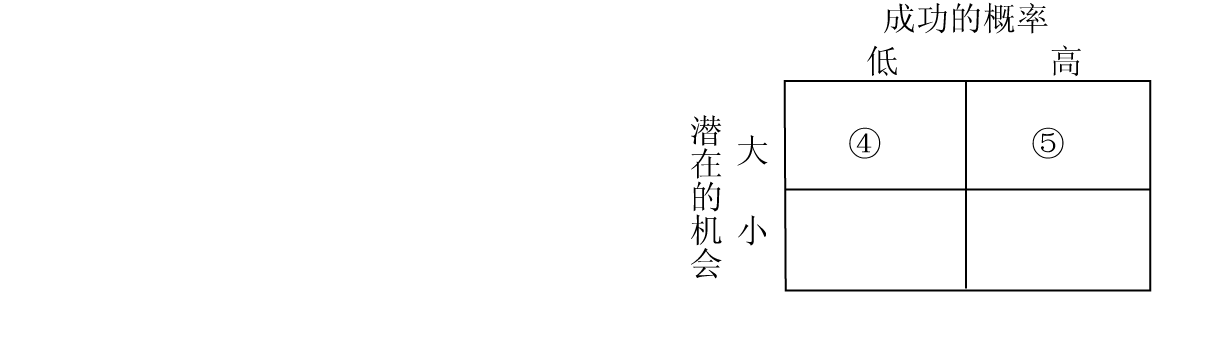 成功的概率
低 高
潜在的机会
大 ④ ⑤
小